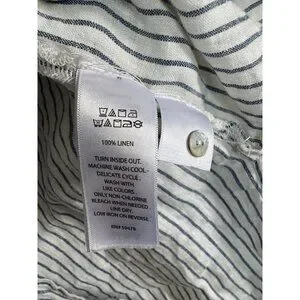 100% LINEN
TURN INSIDE OUT.
MACHINE WASH COOL-
DELICATE CYCLE.
WASH WITH
LIKE COLORS.
ONLY NON-CHLORINE
BLEACH WHEN NEEDED
LINE DRY.
LOW IRON ON REVERSE.